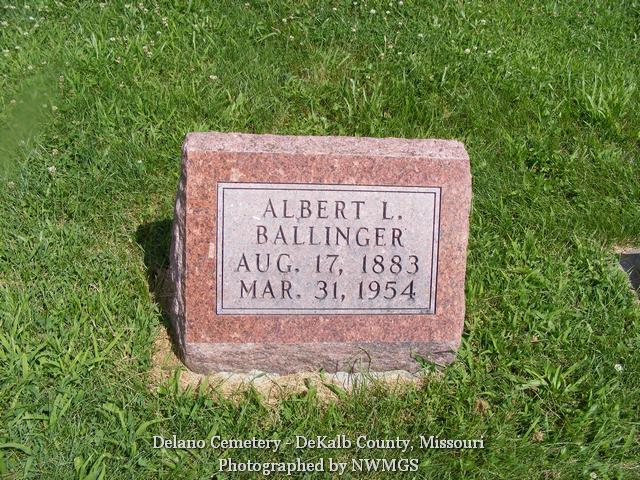 ALBERT L.
BALLINGER
AUG. 17, 1883
MAR. 31, 1954
Delano Cemetery - DeKalb County, Missouri
Photographed by NWMGS